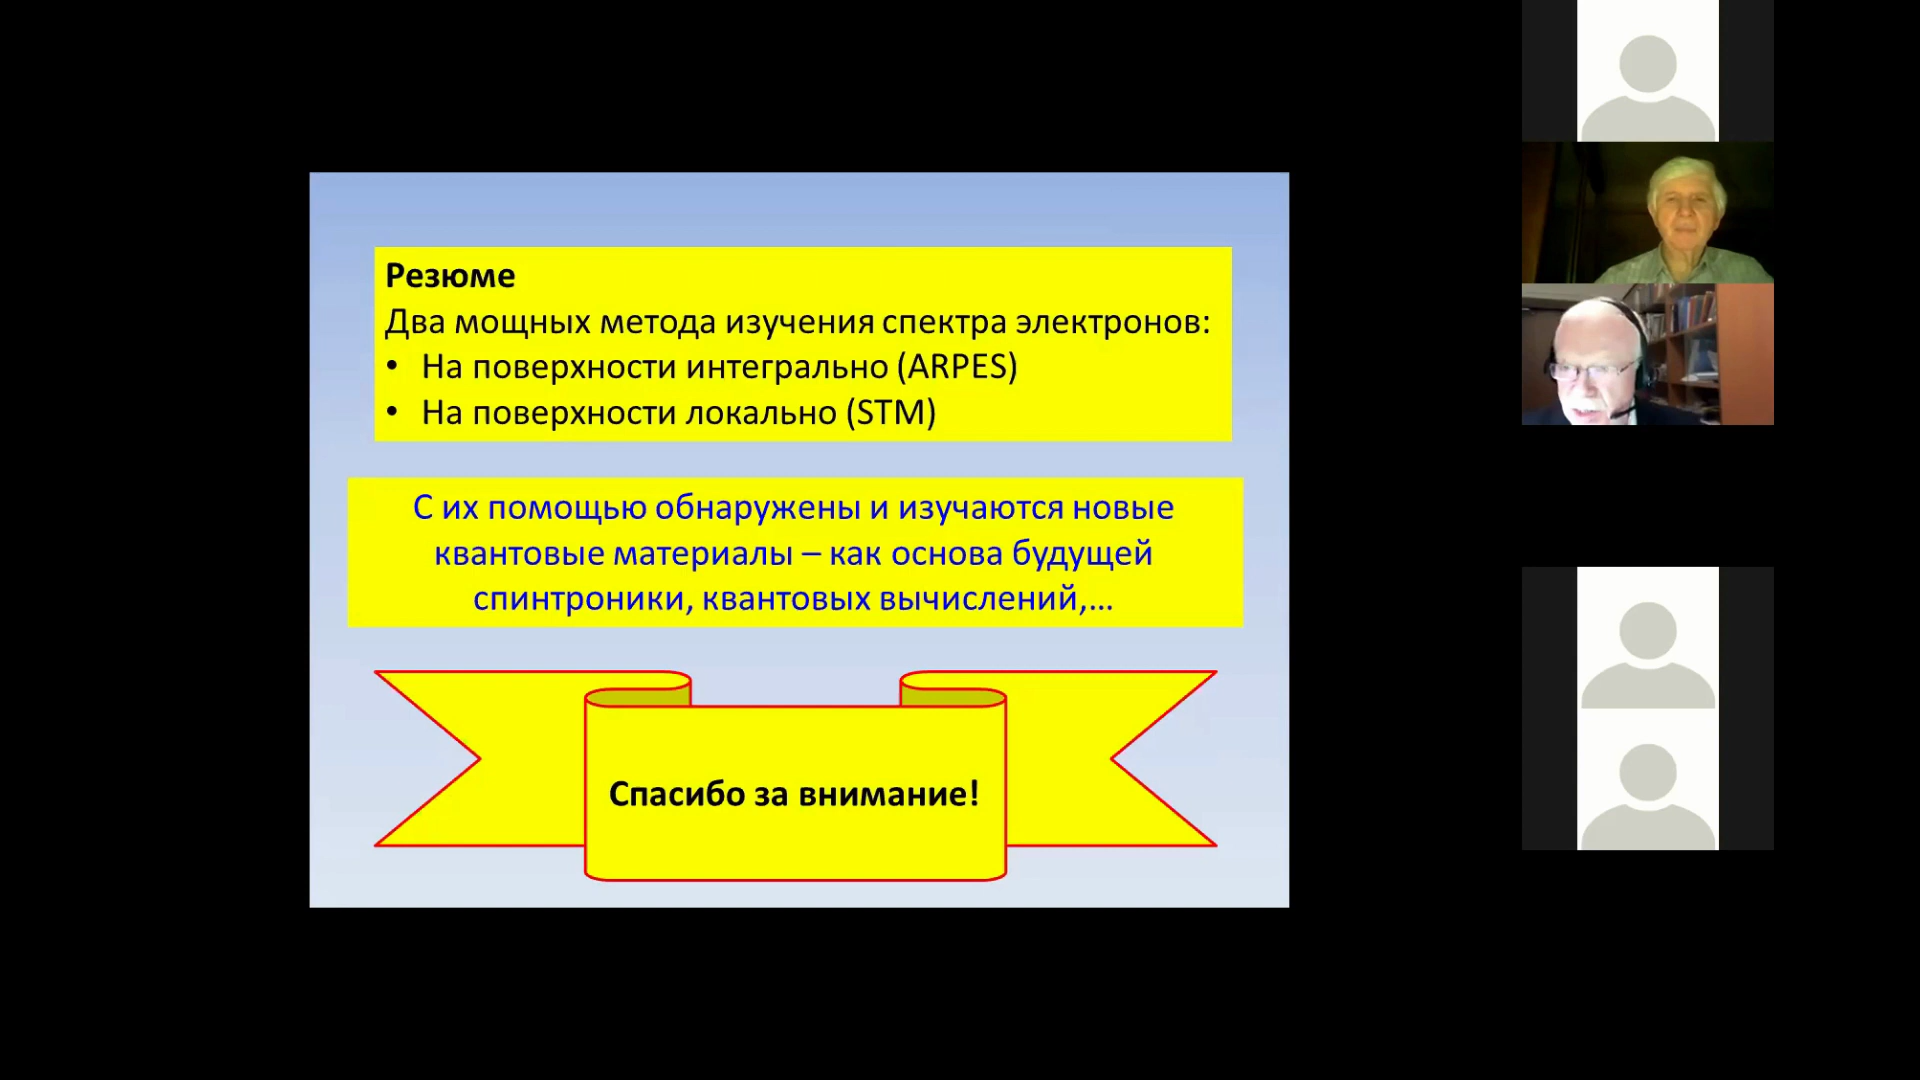 Резюме
Два мощных метода изучения спектра электронов:
• На поверхности интегрально (ARPES)
• На поверхности локально (STM)
С их помощью обнаружены и изучаются новые
квантовые материалы – как основа будущей
спинтроники, квантовых вычислений,...
Спасибо за внимание!